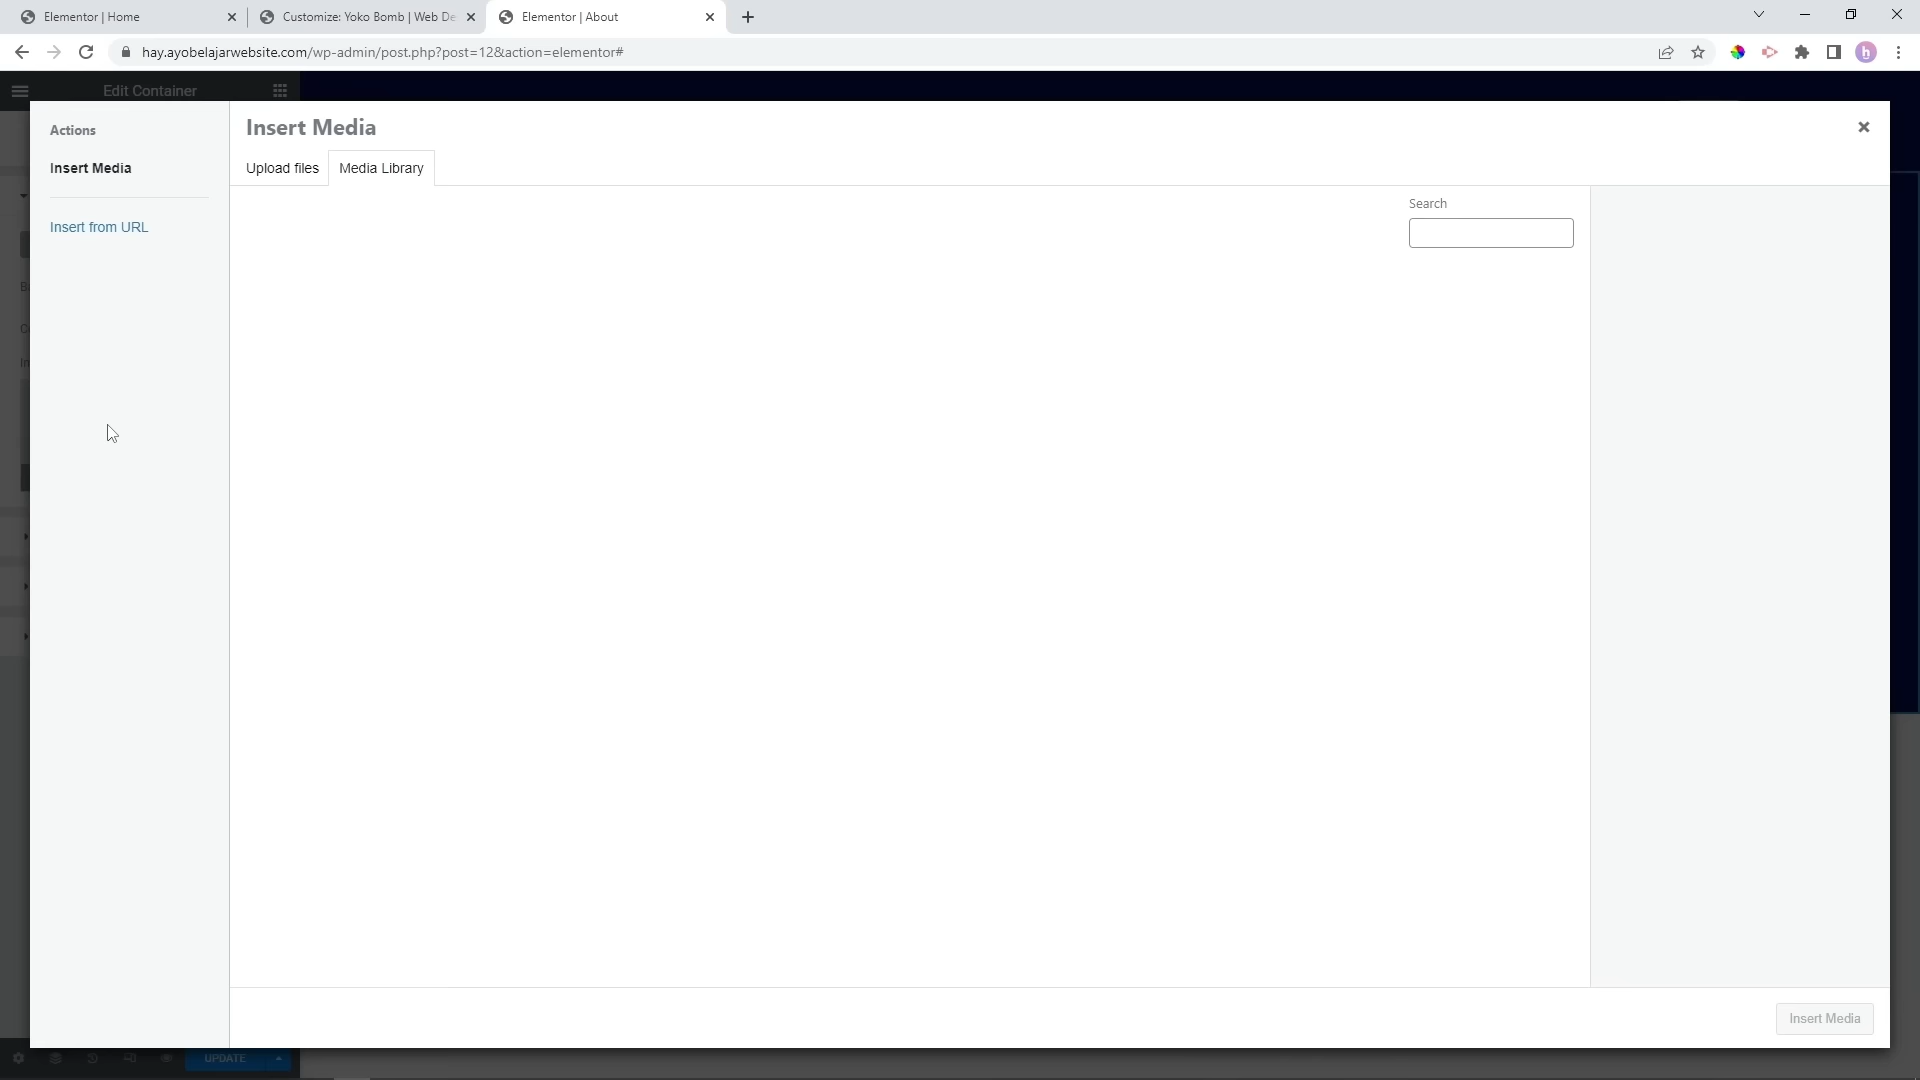 Elementor | Home
Customize: Yoko Bomb | Web De
Elementor | About
hay.ayobelajarwebsite.com/wp-admin/post.php?post=12&action=elementor#
h
Edit Container
Actions
Insert Media
Insert from URL
Insert Media
Upload files
Media Library
Search
Insert Media
UPDATE